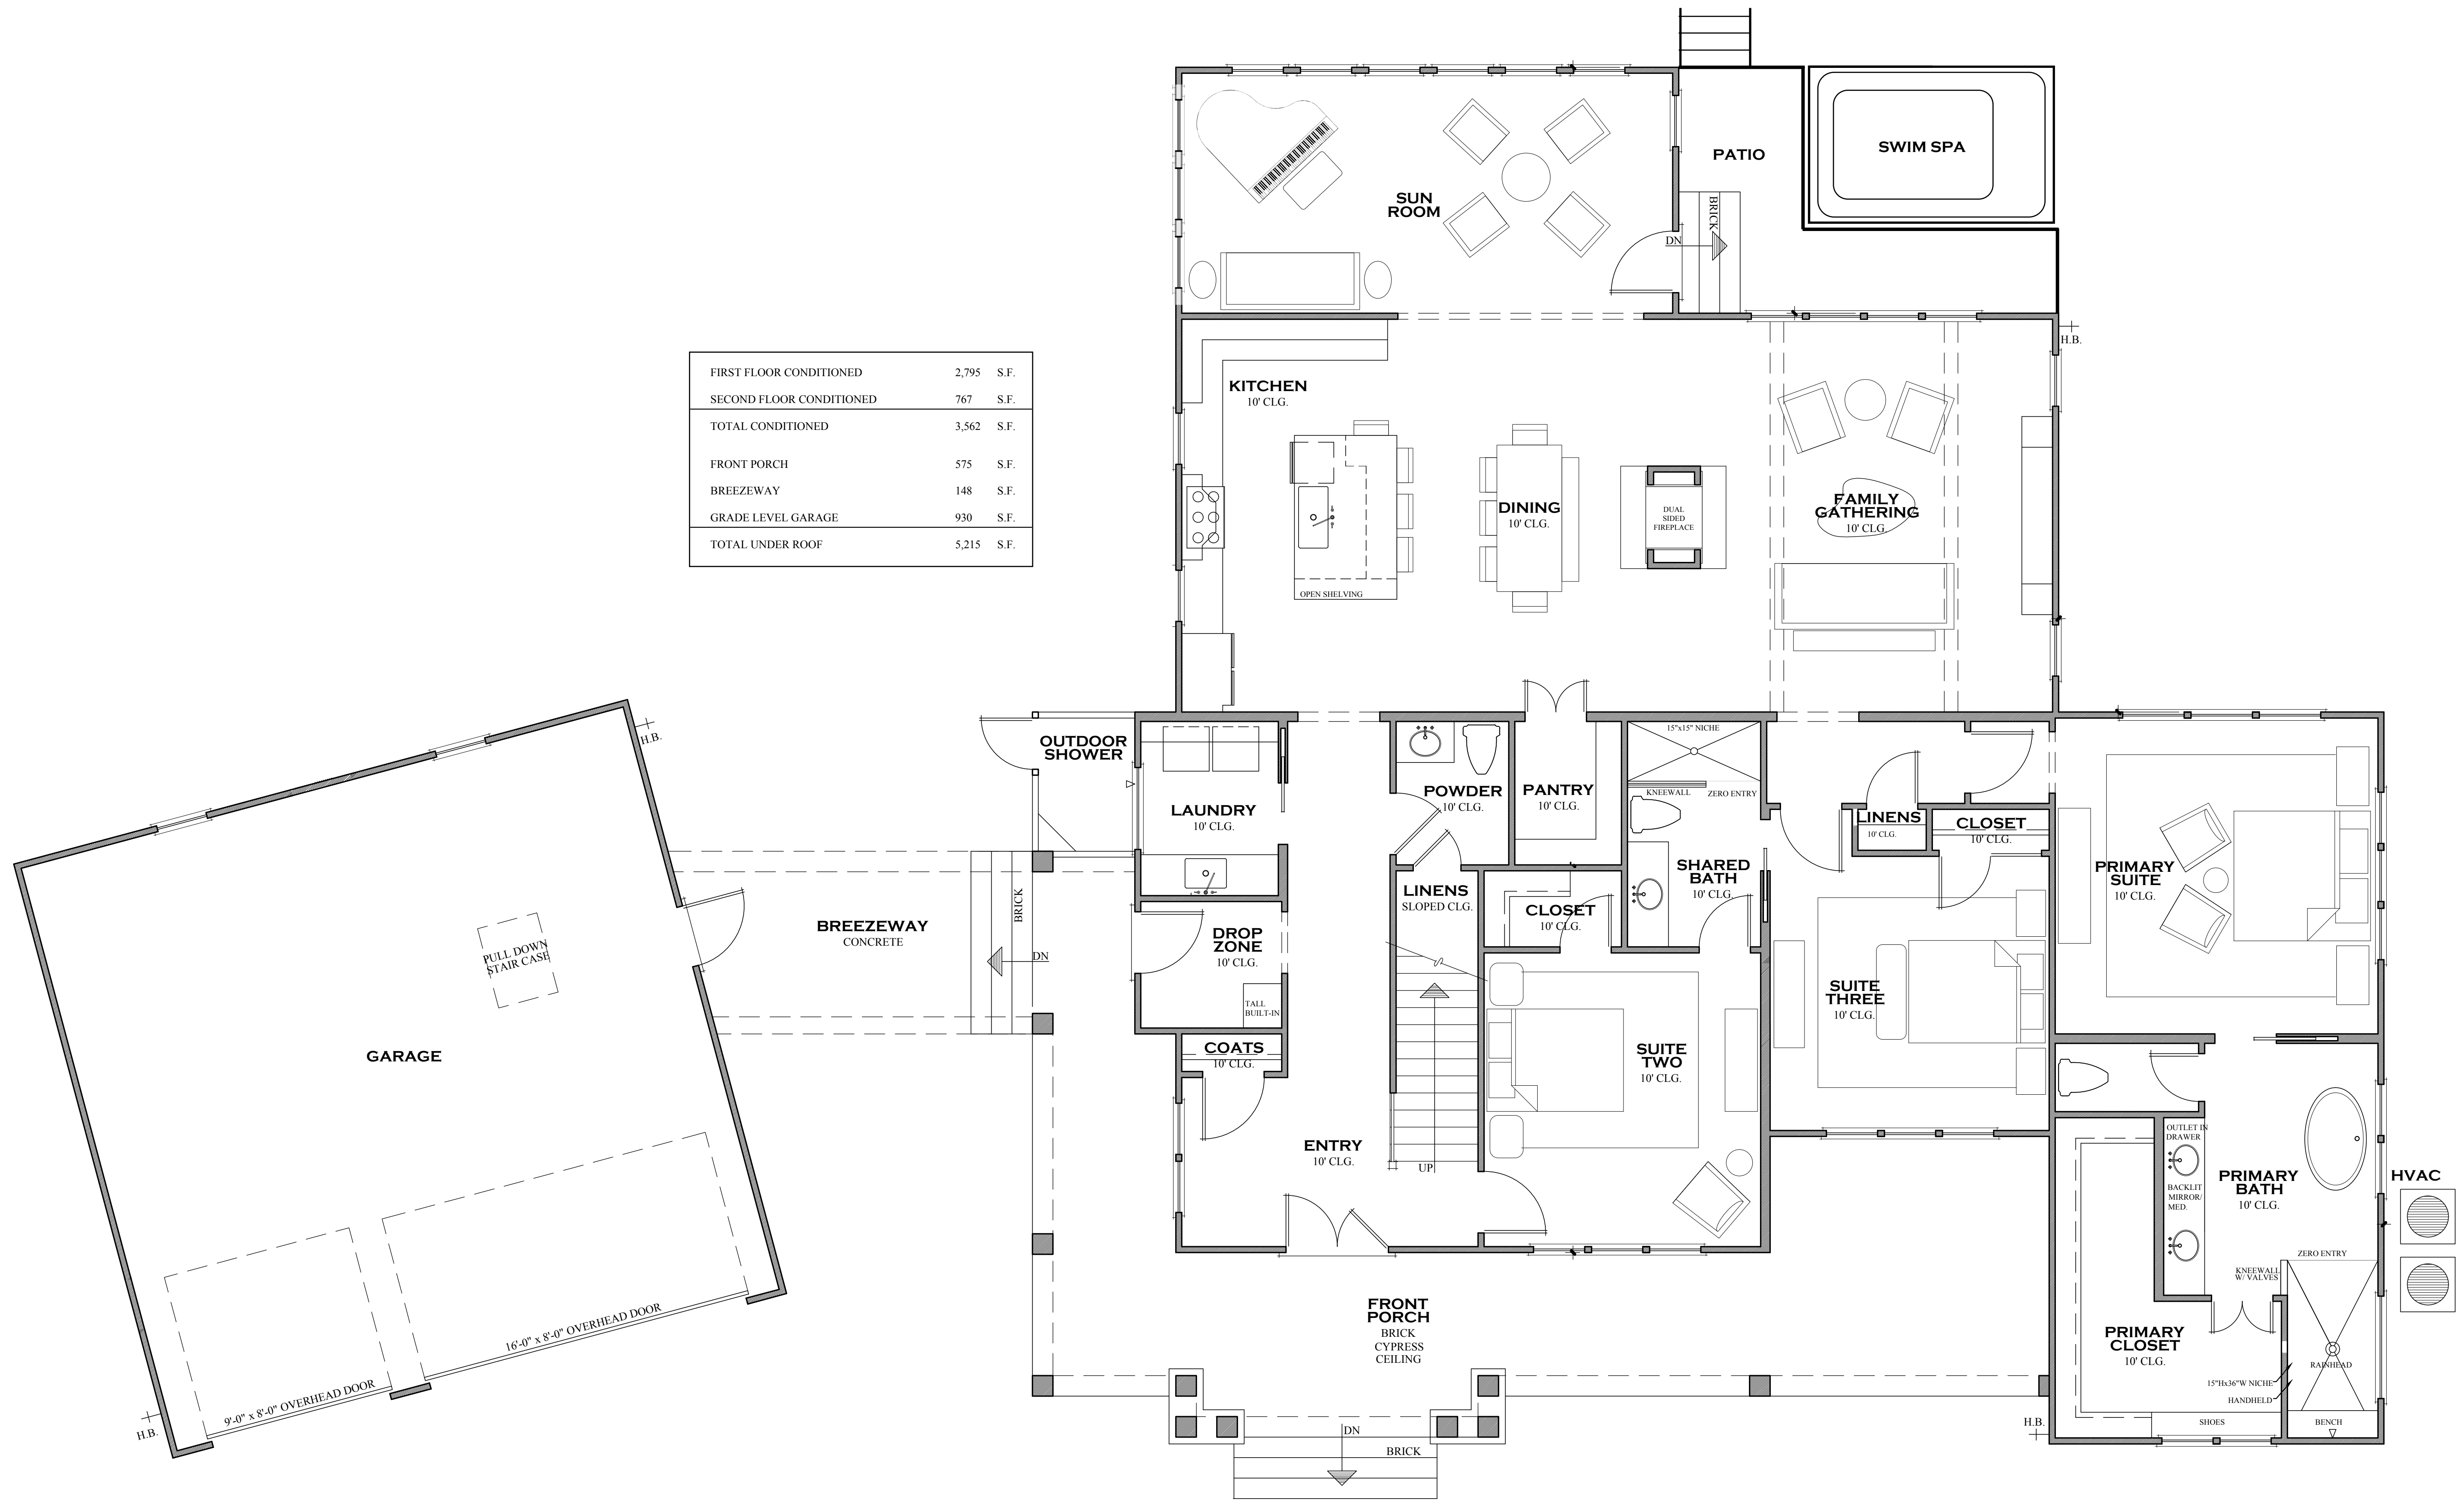 PATIO
SWIM SPA
SUN
ROOM
BRICK
DN
H.B.
FIRST FLOOR CONDITIONED 2,795 S.F.
SECOND FLOOR CONDITIONED 767 S.F.
TOTAL CONDITIONED 3,562 S.F.
FRONT PORCH 575 S.F.
BREEZEWAY 148 S.F.
GRADE LEVEL GARAGE 930 S.F.
TOTAL UNDER ROOF 5,215 S.F.
KITCHEN
10' CLG.
OPEN SHELVING
DINING
10' CLG.
DUAL
SIDED
FIREPLACE
FAMILY
GATHERING
10' CLG.
H.B.
OUTDOOR
SHOWER
LAUNDRY
10' CLG.
POWDER
10' CLG.
PANTRY
10' CLG.
15"x15" NICHE
KNEEWALL
ZERO ENTRY
LINENS
10' CLG.
CLOSET
10' CLG.
SHARED
BATH
10' CLG.
PRIMARY
SUITE
10' CLG.
LINENS
SLOPED CLG.
CLOSET
10' CLG.
BREEZEWAY
CONCRETE
BRICK
DN
DROP
ZONE
10' CLG.
TALL
BUILT-IN
PULL DOWN
STAIR CASE
GARAGE
COATS
10' CLG.
SUITE
TWO
10' CLG.
SUITE
THREE
10' CLG.
ENTRY
10' CLG.
UP
OUTLET IN
DRAWER
BACKLIT
MIRROR/
MED.
PRIMARY
BATH
10' CLG.
HVAC
ZERO ENTRY
KNEEWALL
W/ VALVES
PRIMARY
CLOSET
10' CLG.
RAINHEAD
15"Hx36"W NICHE
HANDHELD
SHOES
BENCH
H.B.
FRONT
PORCH
BRICK
CYPRESS
CEILING
DN
BRICK
16'-0" x 8'-0" OVERHEAD DOOR
9'-0" x 8'-0" OVERHEAD DOOR
H.B.